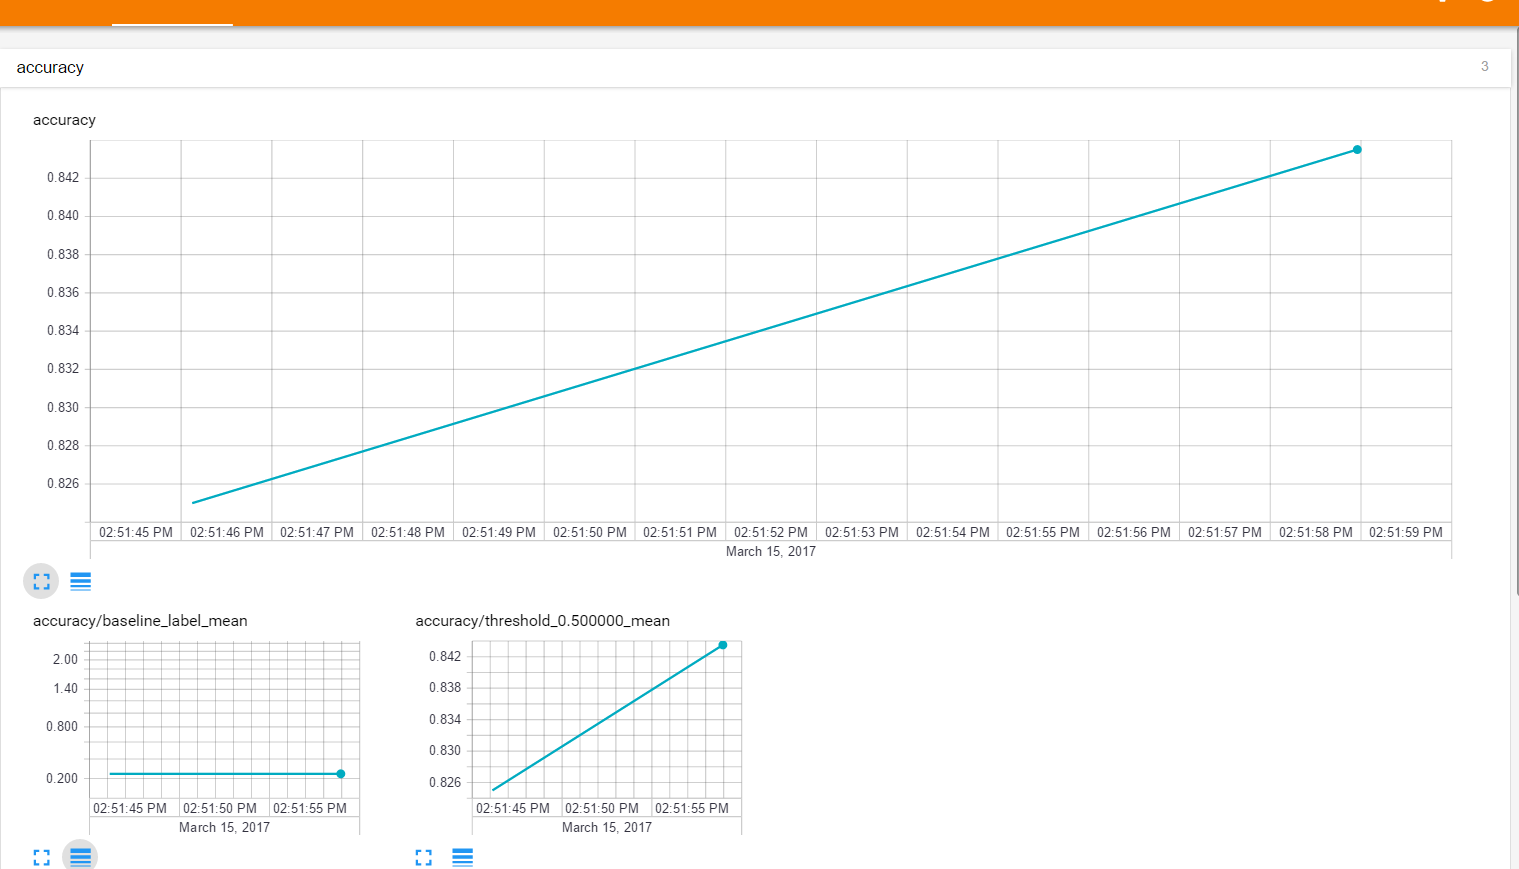 accuracy 3
accuracy
0.842
0.840
0.838
0.836
0.834
0.832
0.830
0.828
0.826
02:51:45 PM 02:51:46 PM 02:51:47 PM 02:51:48 PM 02:51:49 PM 02:51:50 PM 02:51:51 PM 02:51:52 PM 02:51:53 PM 02:51:54 PM 02:51:55 PM 02:51:56 PM 02:51:57 PM 02:51:58 PM 02:51:59 PM
March 15, 2017
accuracy/baseline_label_mean
2.00
1.40
0.800
0.200
02:51:45 PM 02:51:50 PM 02:51:55 PM
March 15, 2017
accuracy/threshold_0.500000_mean
0.842
0.838
0.834
0.830
0.826
02:51:45 PM 02:51:50 PM 02:51:55 PM
March 15, 2017